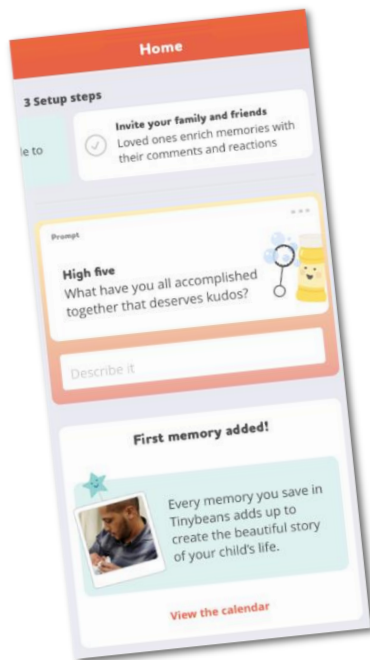 Home
3 Setup steps
le to
Invite your family and friends
Loved ones enrich memories with
their comments and reactions
Prompt
High five
What have you all accomplished
together that deserves kudos?
Describe it
First memory added!
Every memory you save in
Tinybeans adds up to
create the beautiful story
of your child's life.
View the calendar